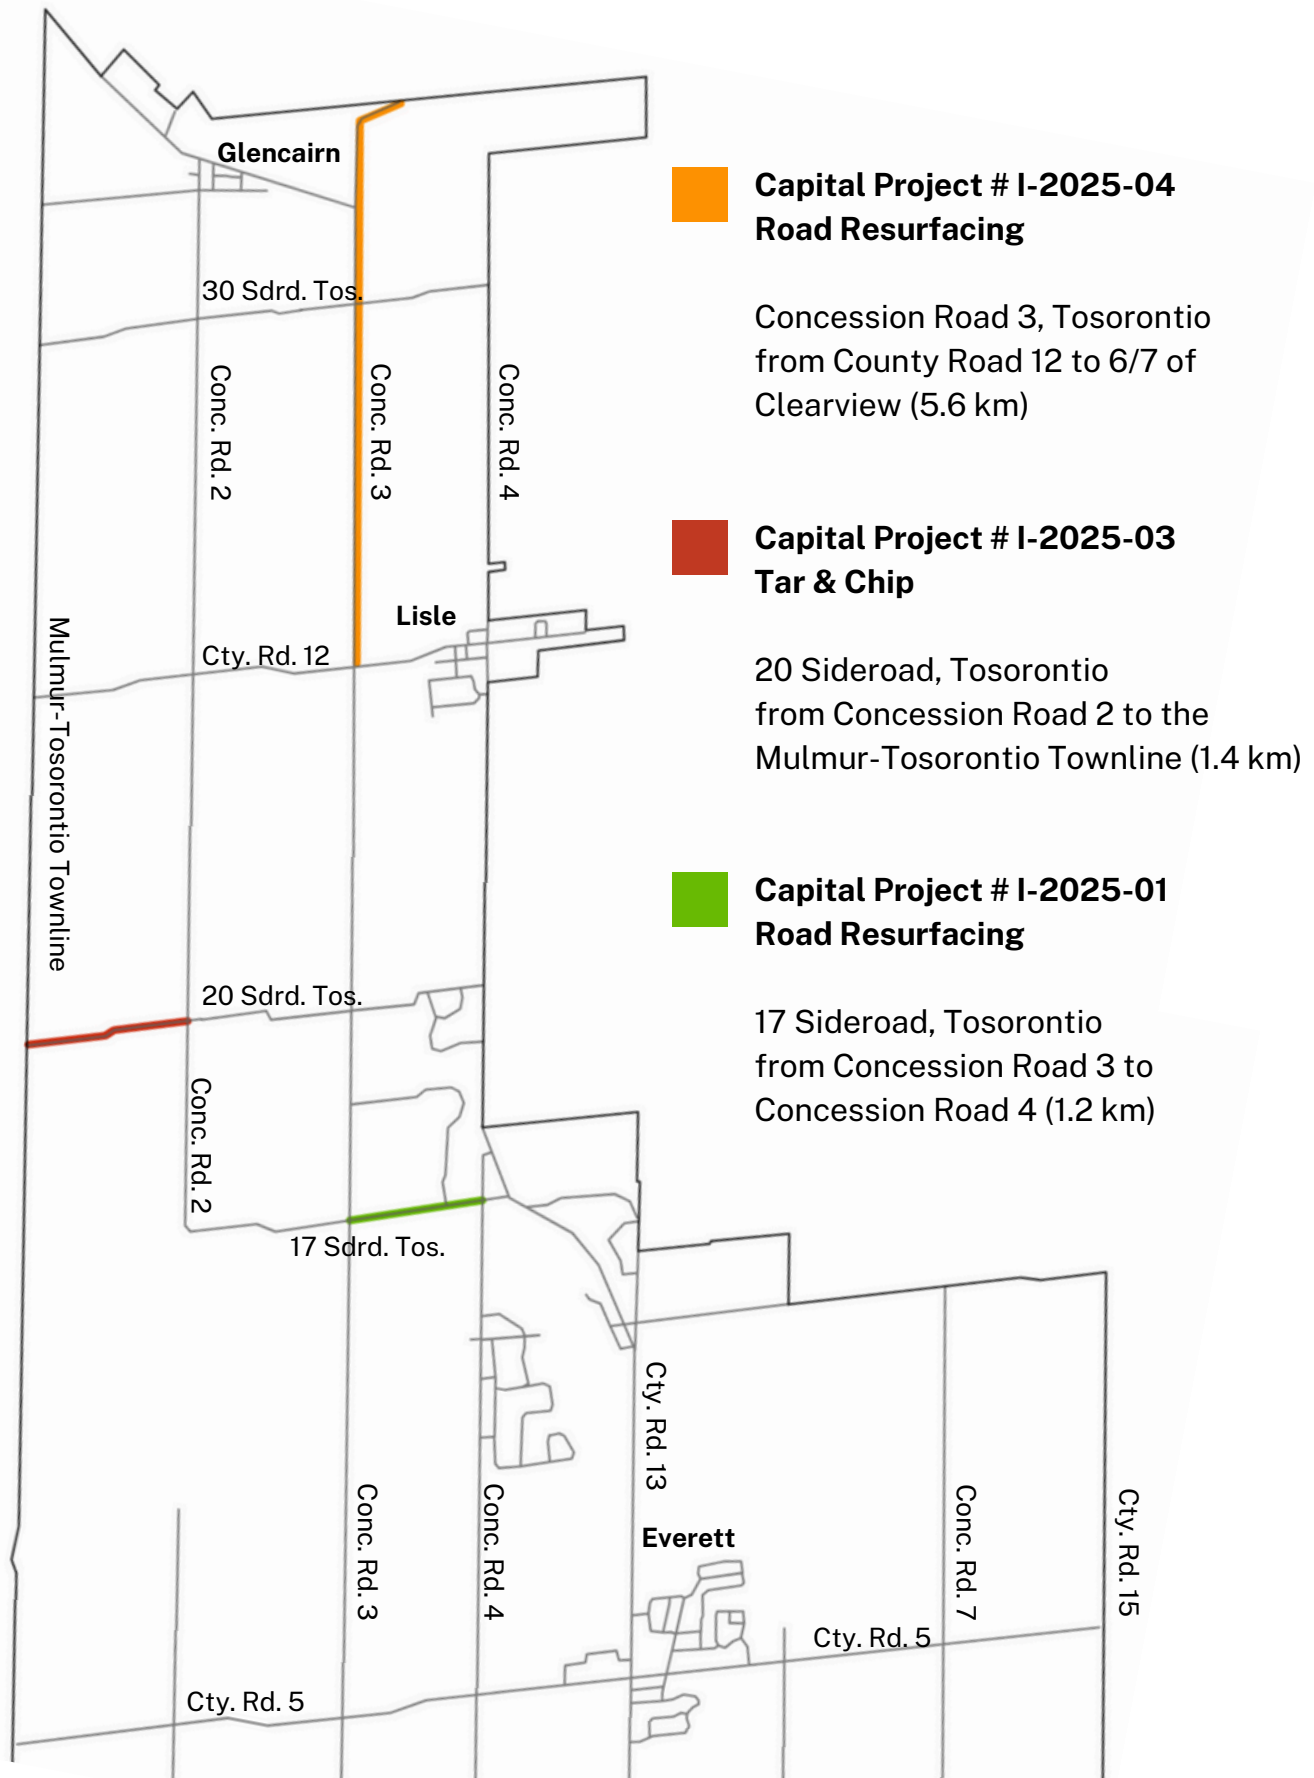 Glencairn
30 Sdrd. Tos.
Conc. Rd. 2
Conc. Rd. 3
Conc. Rd. 4
Lisle
Cty. Rd. 12
Mulmur-Tosorontio Townline
20 Sdrd. Tos.
Conc. Rd. 2
17 Sdrd. Tos.
Cty. Rd. 13
Conc. Rd. 3
Conc. Rd. 4
Everett
Conc. Rd. 7
Cty. Rd. 15
Cty. Rd. 5
Cty. Rd. 5
Capital Project # I-2025-04
Road Resurfacing
Concession Road 3, Tosorontio
from County Road 12 to 6/7 of
Clearview (5.6 km)
Capital Project # I-2025-03
Tar & Chip
20 Sideroad, Tosorontio
from Concession Road 2 to the
Mulmur-Tosorontio Townline (1.4 km)
Capital Project # I-2025-01
Road Resurfacing
17 Sideroad, Tosorontio
from Concession Road 3 to
Concession Road 4 (1.2 km)